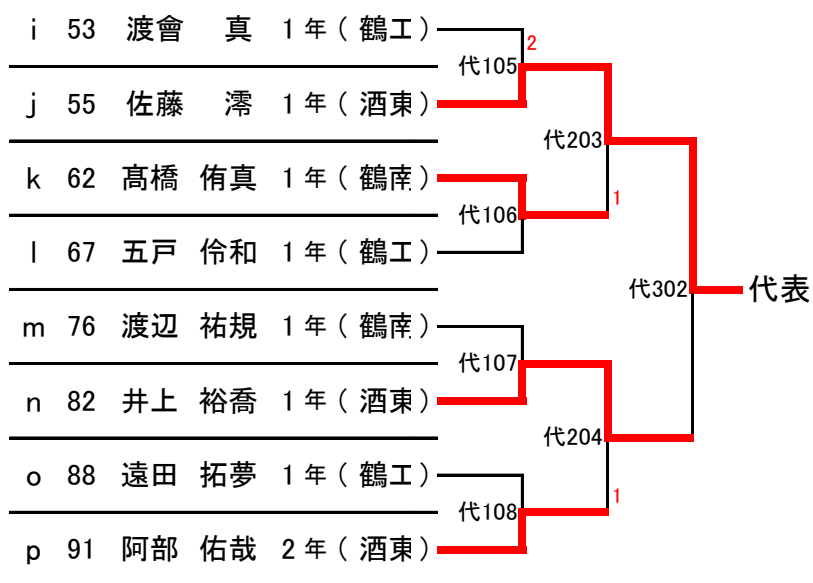 i 53 渡會 真 1年(鶴工)
2
代105
j 55 佐藤 澪 1年(酒東)
代203
k 62 髙橋 侑真 1年(鶴南)
1
代106
l 67 五戸 伶和 1年(鶴工)
代302
代表
m 76 渡辺 祐規 1年(鶴南)
代107
n 82 井上 裕喬 1年(酒東)
代204
o 88 遠田 拓夢 1年(鶴工)
1
代108
p 91 阿部 佑哉 2年(酒東)